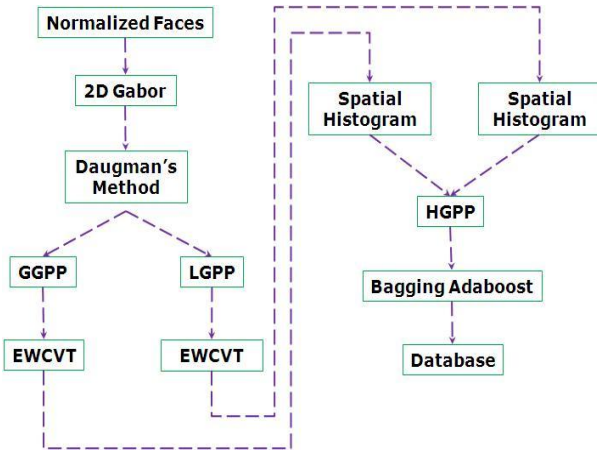 Normalized Faces
2D Gabor
Daugman's
Method
GGPP
LGPP
EWCVT
EWCVT
Spatial
Histogram
Spatial
Histogram
HGPP
Bagging Adaboost
Database